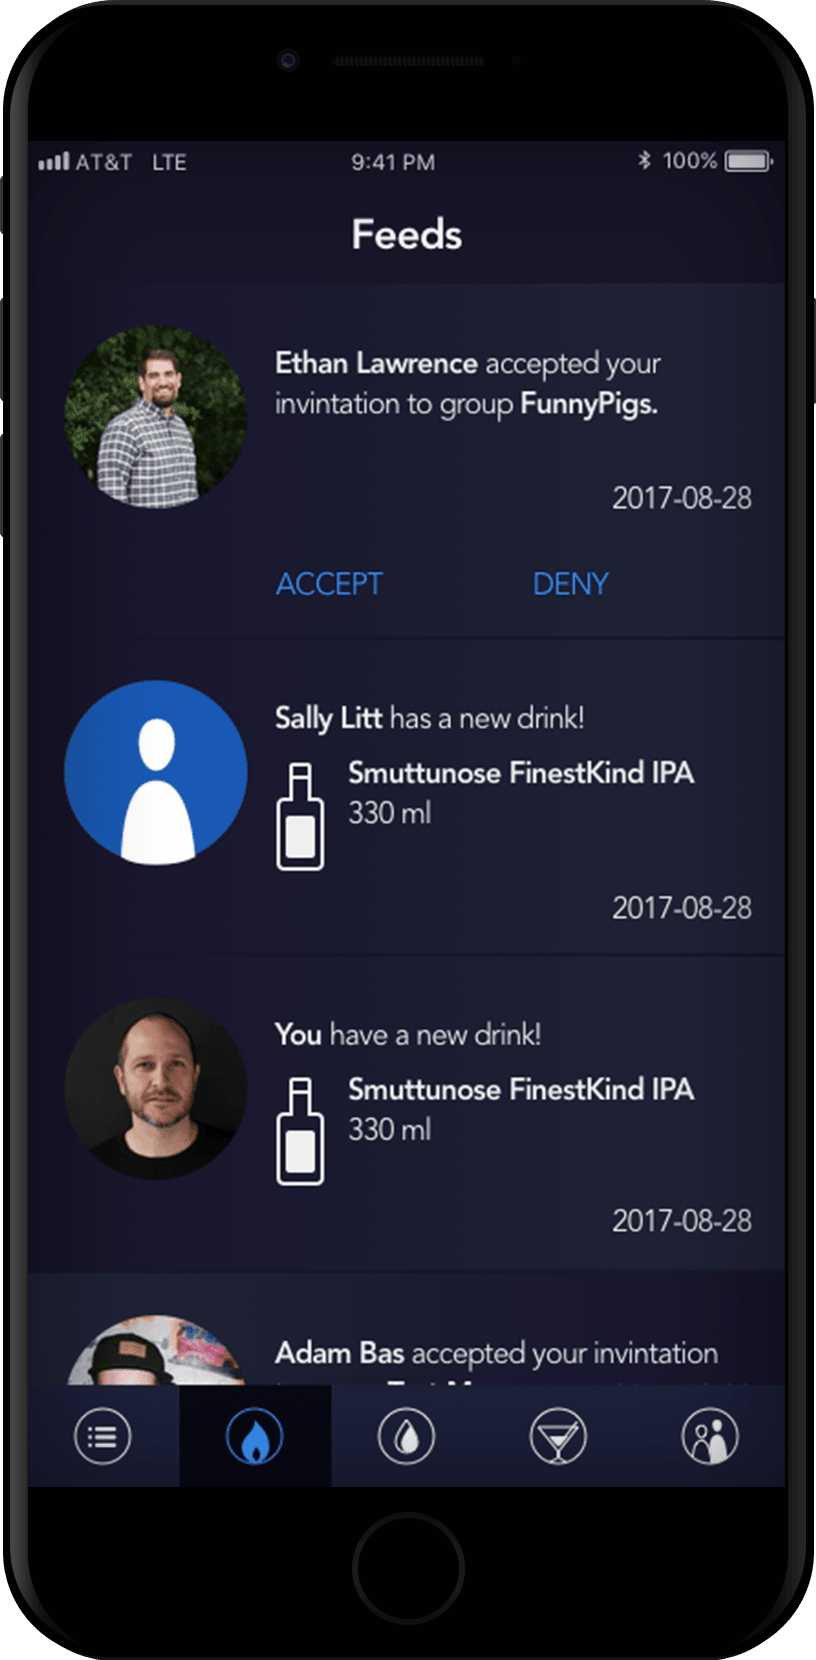 AT&T LTE 9:41 PM 100%
Feeds
Ethan Lawrence accepted your
invintation to group FunnyPigs.
2017-08-28
ACCEPT DENY
Sally Litt has a new drink!
Smuttunose FinestKind IPA
330 ml
2017-08-28
You have a new drink!
Smuttunose FinestKind IPA
330 ml
2017-08-28
Adam Bas accepted your invintation